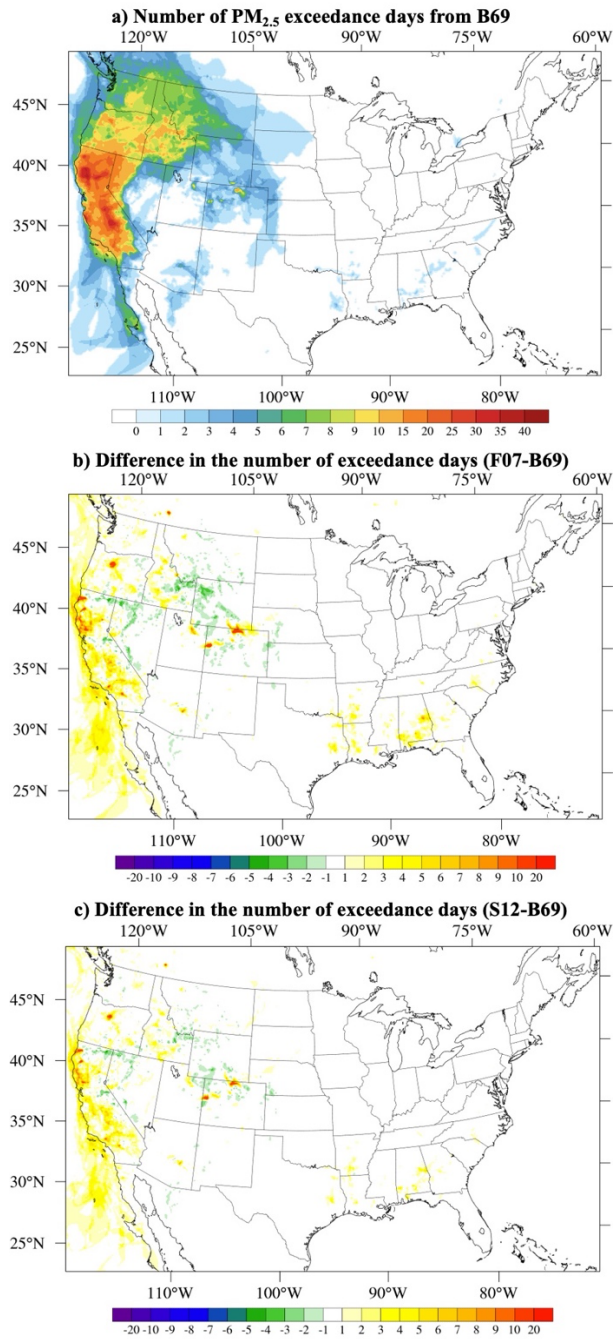 a) Number of PM2.5 exceedance days from B69
120°W 105°W 90°W 75°W 60°W
45°N
40°N
35°N
30°N
25°N
110°W 100°W 90°W 80°W
0 1 2 3 4 5 6 7 8 9 10 15 20 25 30 35 40
b) Difference in the number of exceedance days (F07-B69)
120°W 105°W 90°W 75°W 60°W
45°N
40°N
35°N
30°N
25°N
110°W 100°W 90°W 80°W
-20 -10 -9 -8 -7 -6 -5 -4 -3 -2 -1 1 2 3 4 5 6 7 8 9 10 20
c) Difference in the number of exceedance days (S12-B69)
120°W 105°W 90°W 75°W 60°W
45°N
40°N
35°N
30°N
25°N
110°W 100°W 90°W 80°W
-20 -10 -9 -8 -7 -6 -5 -4 -3 -2 -1 1 2 3 4 5 6 7 8 9 10 20